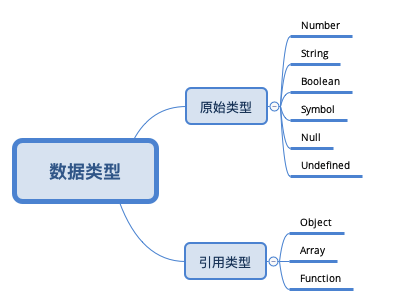 数据类型
原始类型
Number
String
Boolean
Symbol
Null
Undefined
引用类型
Object
Array
Function